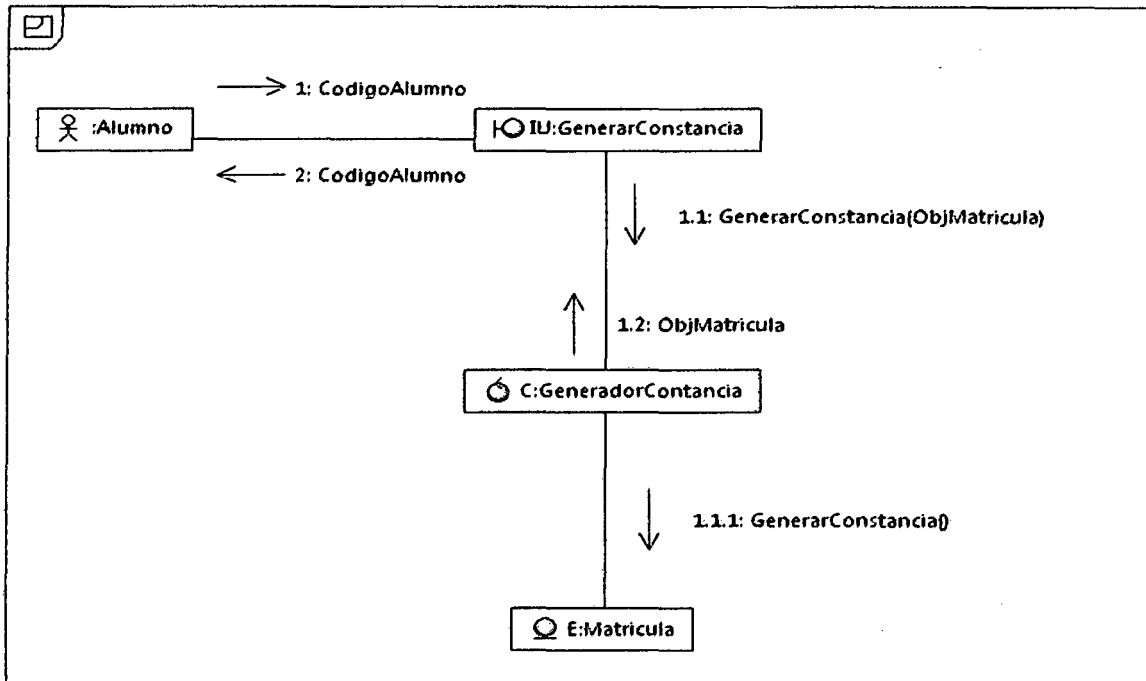 1: CodigoAlumno
:Alumno
IU:GenerarConstancia
2: CodigoAlumno
1.1: GenerarConstancia(ObjMatricula)
1.2: ObjMatricula
C:GeneradorContancia
1.1.1: GenerarConstancia()
E:Matricula